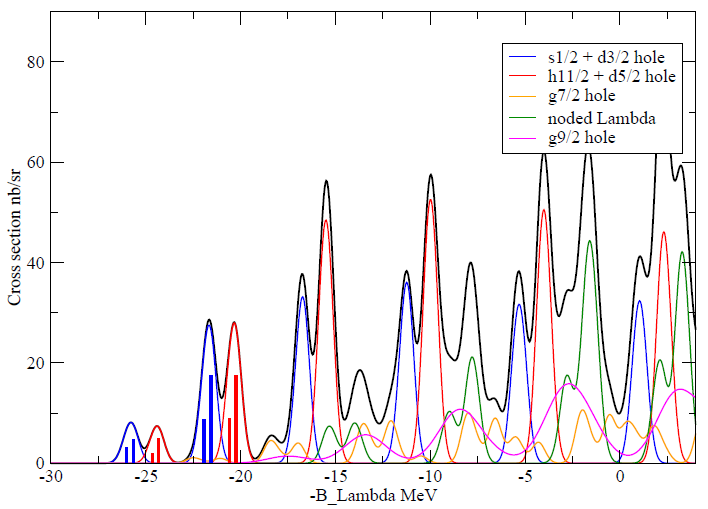 80
60
40
20
0
Cross section nb/sr
s1/2 + d3/2 hole
h11/2 + d5/2 hole
g7/2 hole
noded Lambda
g9/2 hole
-30 -25 -20 -15 -10 -5 0
-B_Lambda MeV